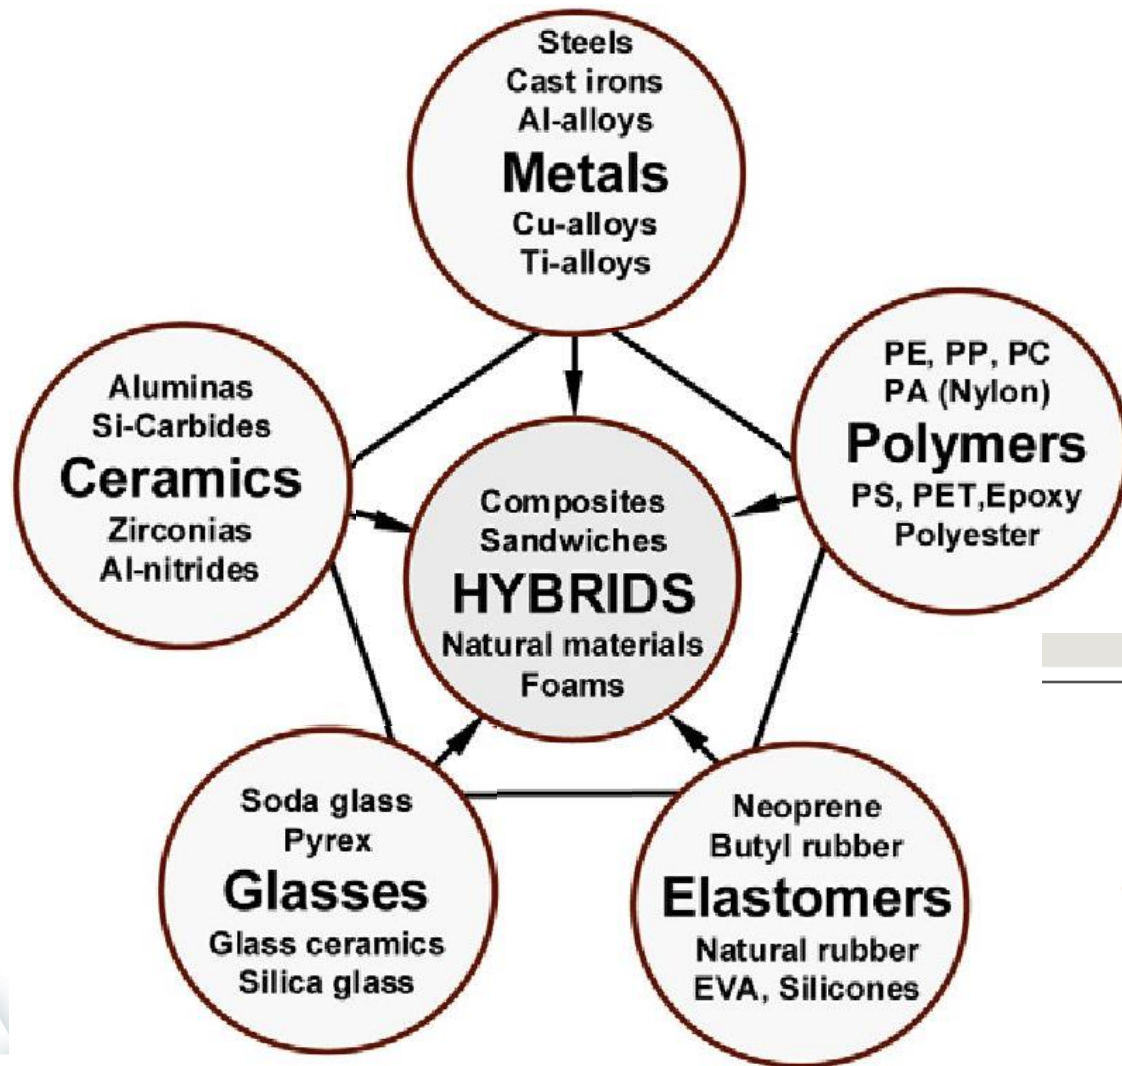 Steels
Cast irons
Al-alloys
Metals
Cu-alloys
Ti-alloys
Aluminas
Si-Carbides
Ceramics
Zirconias
Al-nitrides
PE, PP, PC
PA (Nylon)
Polymers
PS, PET,Epoxy
Polyester
Composites
Sandwiches
HYBRIDS
Natural materials
Foams
Soda glass
Pyrex
Glasses
Glass ceramics
Silica glass
Neoprene
Butyl rubber
Elastomers
Natural rubber
EVA, Silicones